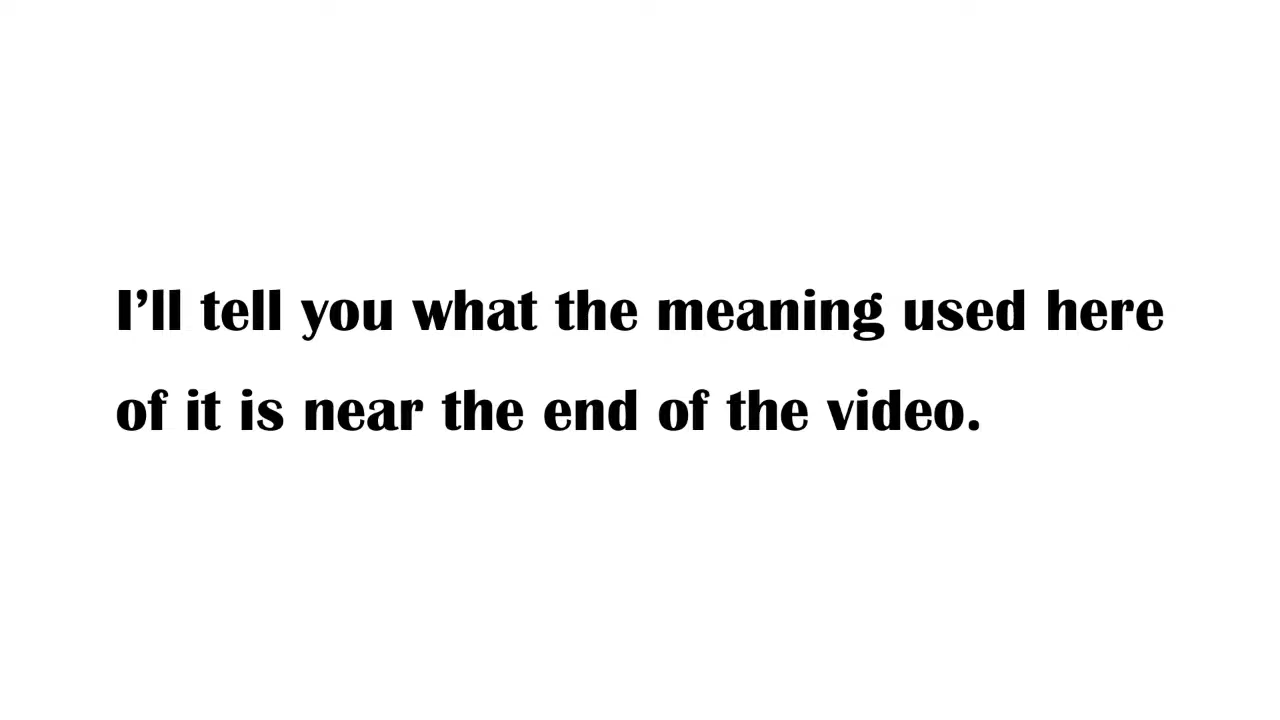 I’ll tell you what the meaning used here
of it is near the end of the video.